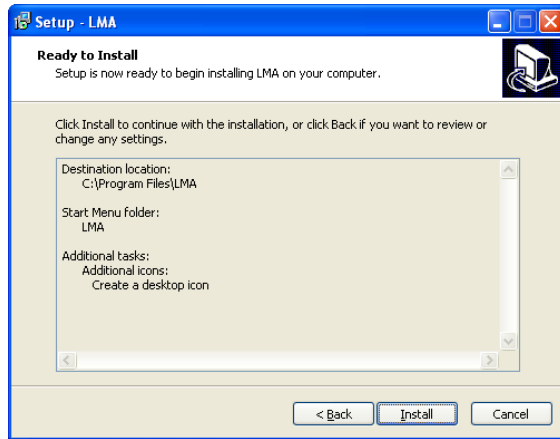 Setup - LMA
Ready to Install
Setup is now ready to begin installing LMA on your computer.
Click Install to continue with the installation, or click Back if you want to review or
change any settings.
Destination location:
C:\Program Files\LMA
Start Menu folder:
LMA
Additional tasks:
Additional icons:
Create a desktop icon
< Back
Install
Cancel